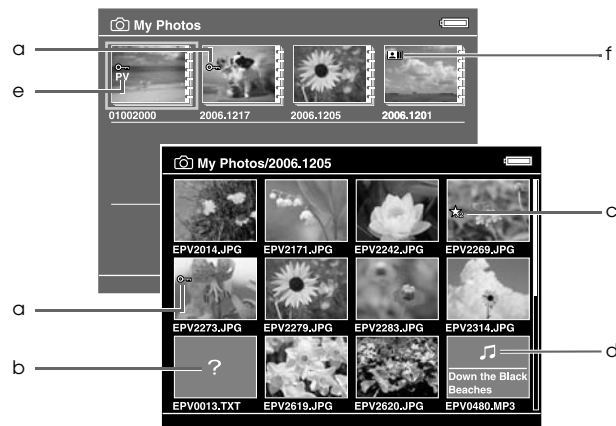 My Photos
a
f
e
PV
01002000
2006.1217
2006.1205
2006.1201
My Photos/2006.1205
c
EPV2014.JPG
EPV2171.JPG
EPV2242.JPG
EPV2269.JPG
a
EPV2273.JPG
EPV2279.JPG
EPV2283.JPG
EPV2314.JPG
b
?
d
Down the Black
Beaches
EPV0013.TXT
EPV2619.JPG
EPV2620.JPG
EPV0480.MP3